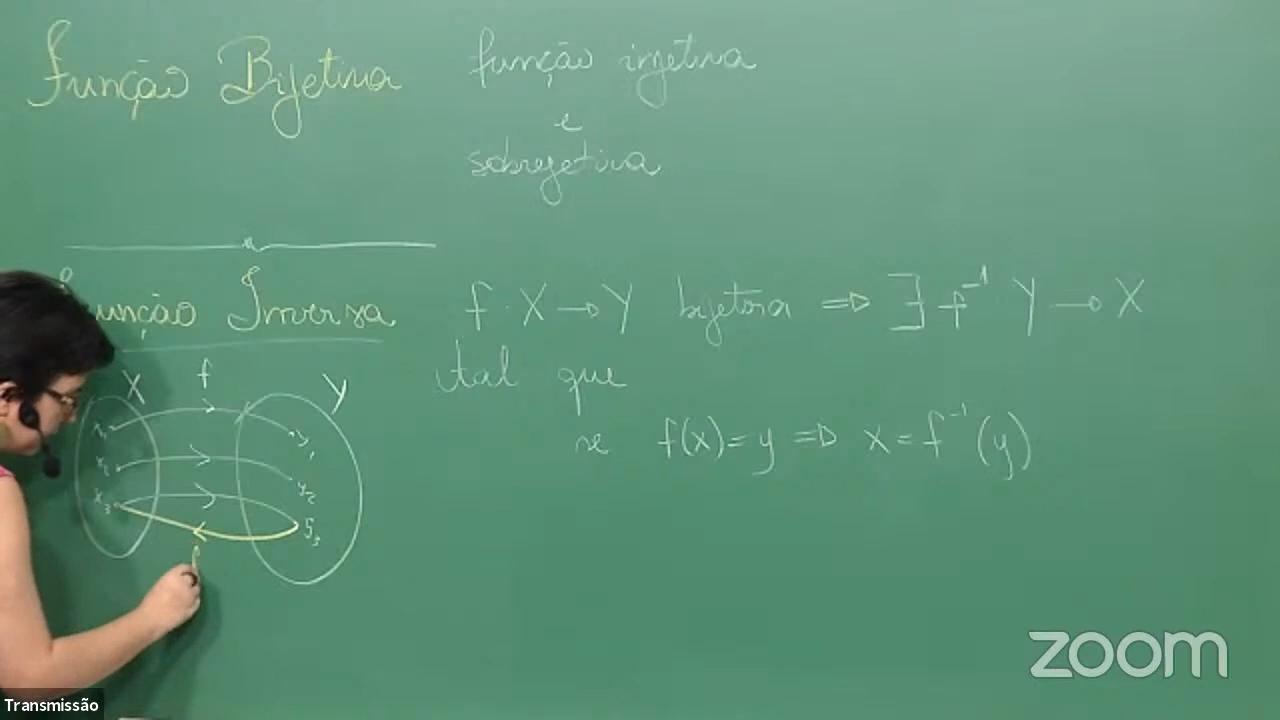 Função Bijetiva função injetiva
e
sobrejetiva
Função Inversa
f: X → Y bijetora ⇒ ∃ f⁻¹: Y → X
tal que
se f(x) = y ⇒ x = f⁻¹(y)
X f Y
x₁ y₁
x₂ y₂
x₃ y₃
f
zoom
Transmissão